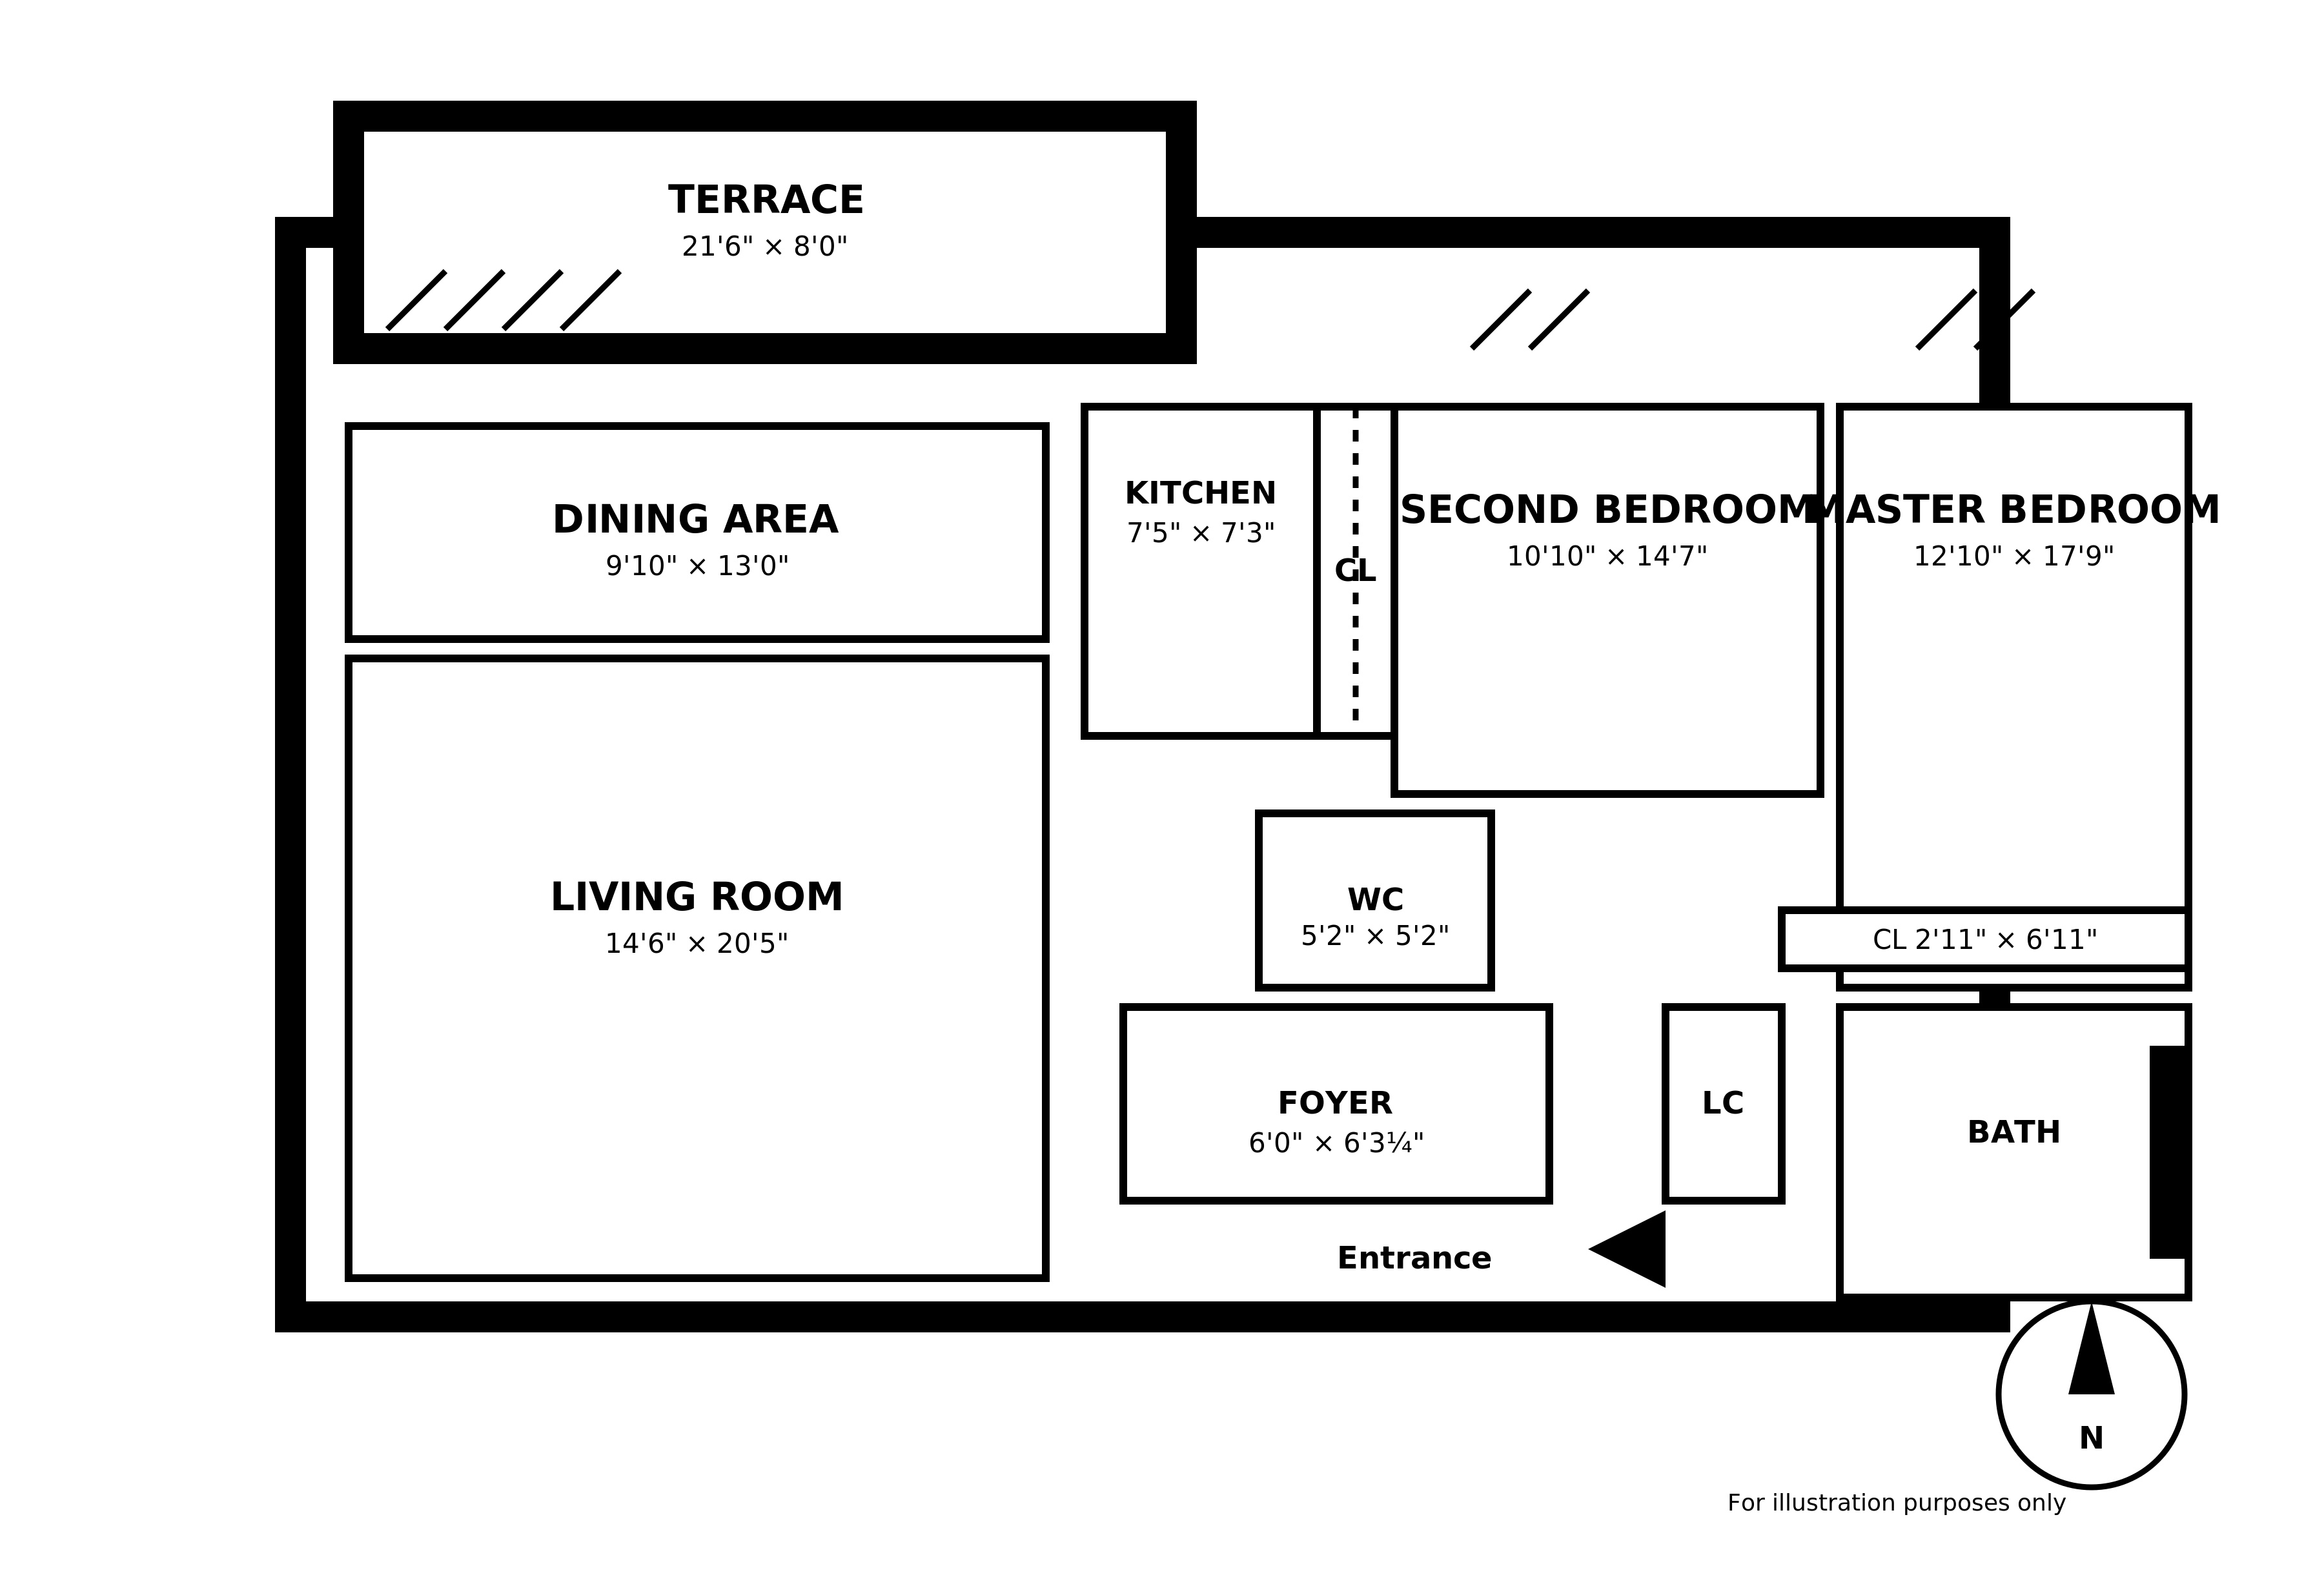 TERRACE
21'6" × 8'0"
DINING AREA
9'10" × 13'0"
KITCHEN
7'5" × 7'3"
CL
SECOND BEDROOM
10'10" × 14'7"
MASTER BEDROOM
12'10" × 17'9"
LIVING ROOM
14'6" × 20'5"
WC
5'2" × 5'2"
CL 2'11" × 6'11"
FOYER
6'0" × 6'3¼"
LC
BATH
Entrance
N
For illustration purposes only